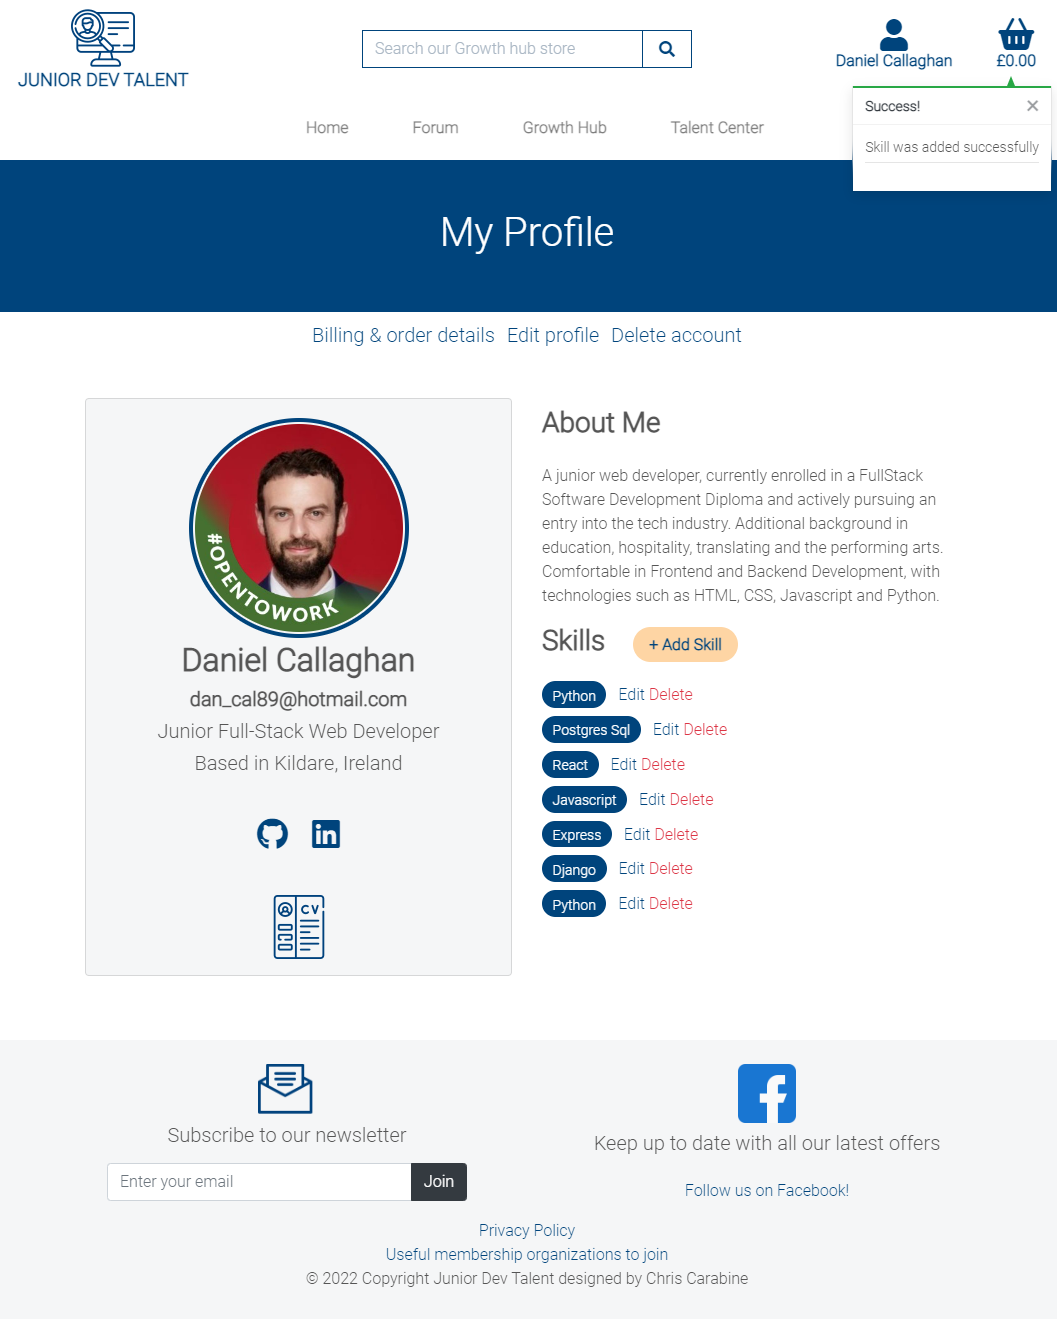 JUNIOR DEV TALENT
Search our Growth hub store
Daniel Callaghan
£0.00
Home
Forum
Growth Hub
Talent Center
Success!
×
Skill was added successfully
My Profile
Billing & order details
Edit profile
Delete account
#OPENTOWORK
Daniel Callaghan
dan_cal89@hotmail.com
Junior Full-Stack Web Developer
Based in Kildare, Ireland
in
CV
About Me
A junior web developer, currently enrolled in a FullStack
Software Development Diploma and actively pursuing an
entry into the tech industry. Additional background in
education, hospitality, translating and the performing arts.
Comfortable in Frontend and Backend Development, with
technologies such as HTML, CSS, Javascript and Python.
Skills
+ Add Skill
Python Edit Delete
Postgres Sql Edit Delete
React Edit Delete
Javascript Edit Delete
Express Edit Delete
Django Edit Delete
Python Edit Delete
Subscribe to our newsletter
Enter your email
Join
f
Keep up to date with all our latest offers
Follow us on Facebook!
Privacy Policy
Useful membership organizations to join
© 2022 Copyright Junior Dev Talent designed by Chris Carabine